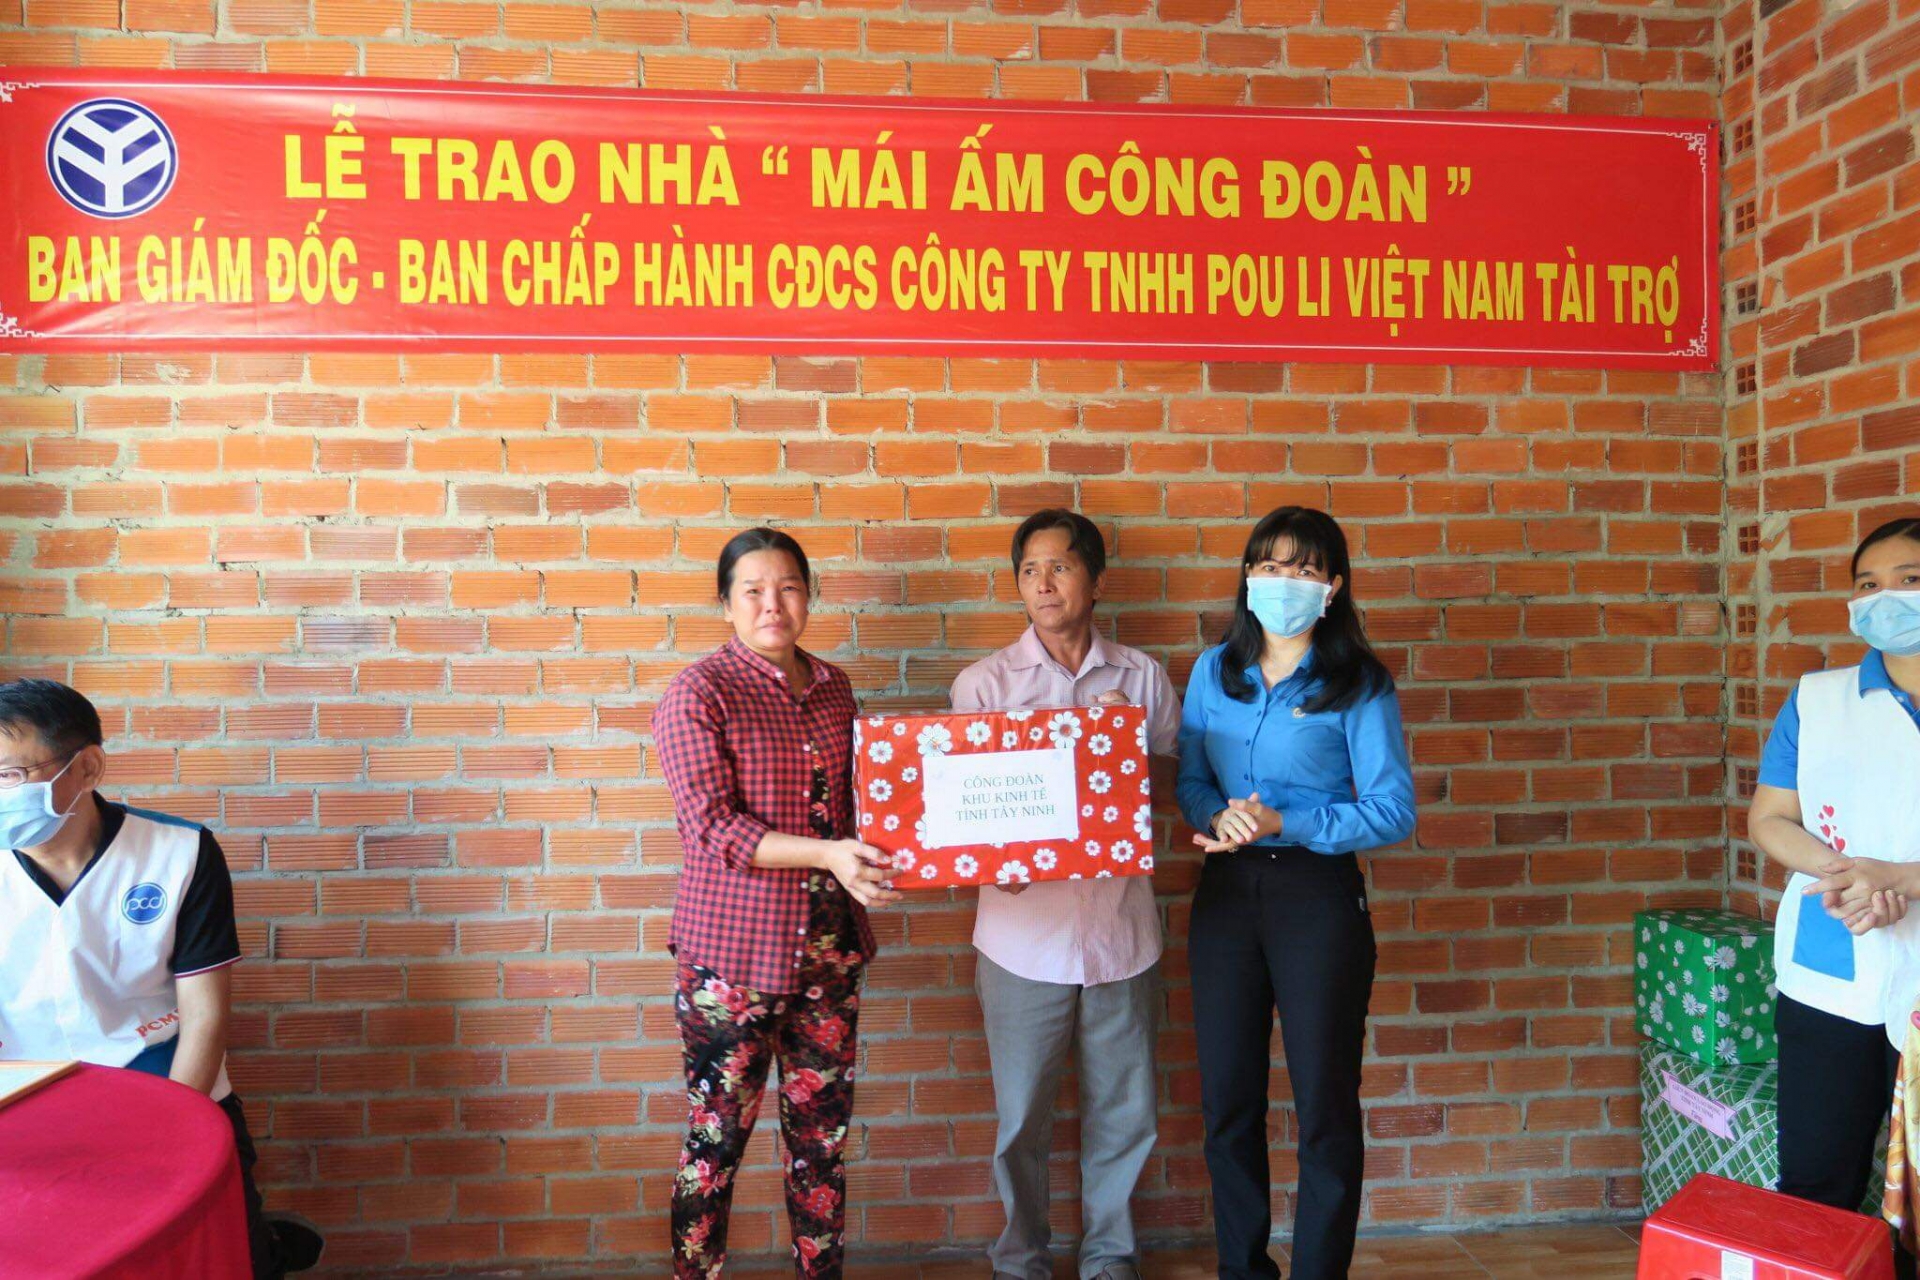 LỄ TRAO NHÀ “ MÁI ẤM CÔNG ĐOÀN ”
BAN GIÁM ĐỐC - BAN CHẤP HÀNH CĐCS CÔNG TY TNHH POU LI VIỆT NAM TÀI TRỢ
CÔNG ĐOÀN
KHU KINH TẾ
TỈNH TÂY NINH
PCCJ